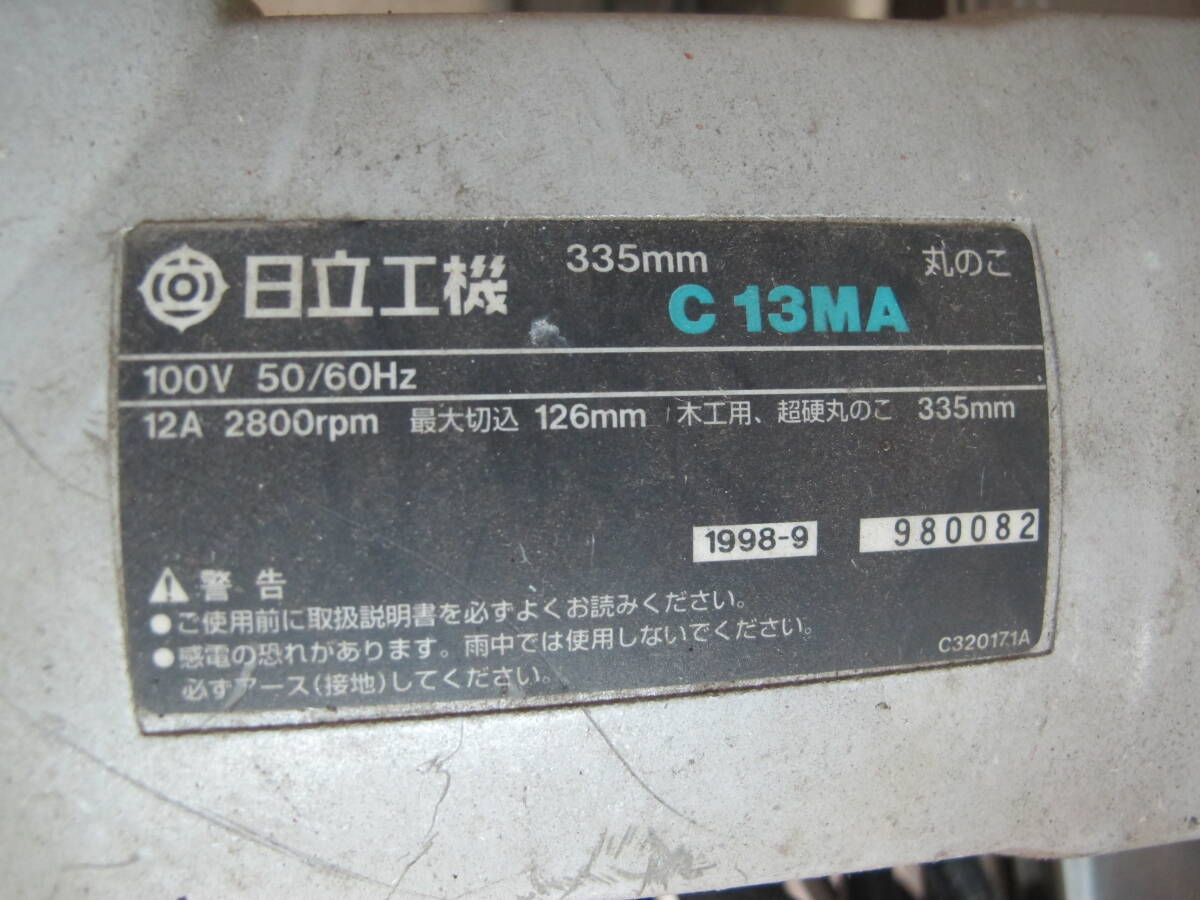 日立工機 335mm 丸のこ
C 13MA
100V 50/60Hz
12A 2800rpm 最大切込 126mm 木工用、超硬丸のこ 335mm
1998-9 980082
警告
●ご使用前に取扱説明書を必ずよくお読みください。
●感電の恐れがあります。雨中では使用しないでください。
必ずアース(接地)してください。
C320171A